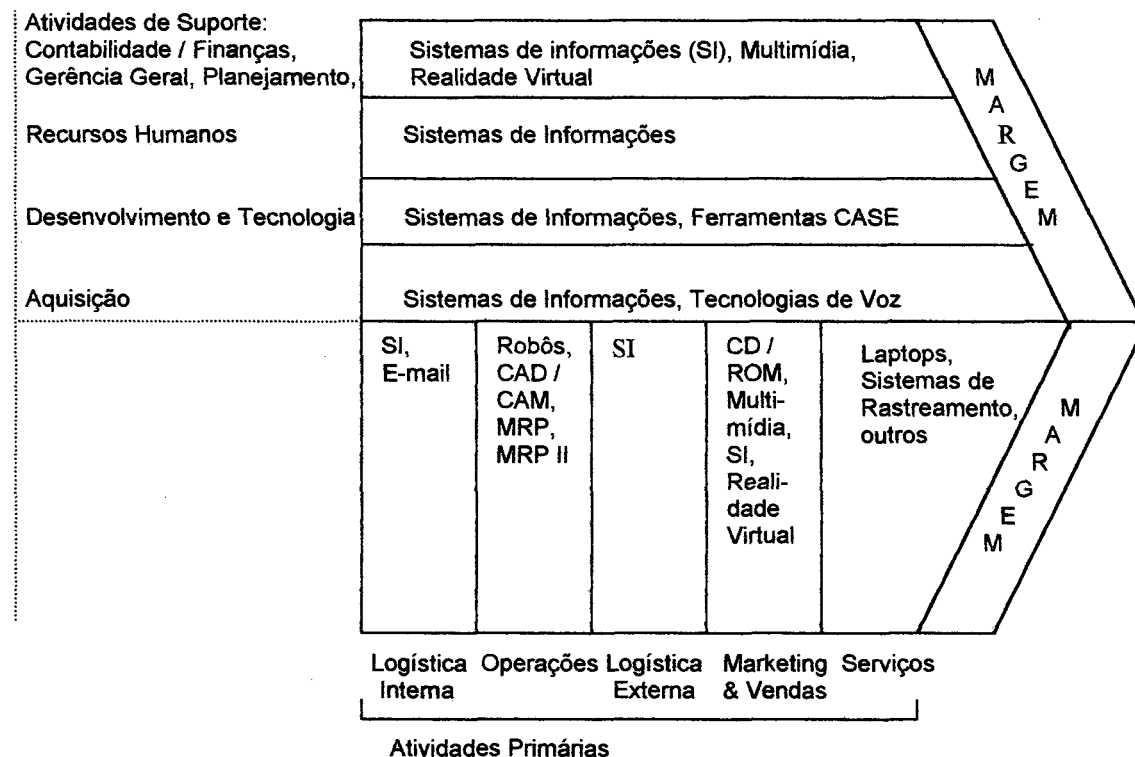 Atividades de Suporte:
Contabilidade / Finanças,
Gerência Geral, Planejamento,
Sistemas de informações (SI), Multimídia,
Realidade Virtual
Recursos Humanos
Sistemas de Informações
Desenvolvimento e Tecnologia
Sistemas de Informações, Ferramentas CASE
Aquisição
Sistemas de Informações, Tecnologias de Voz
MARGEM
SI,
E-mail
Robôs,
CAD /
CAM,
MRP,
MRP II
SI
CD /
ROM,
Multi-
mídia,
SI,
Reali-
dade
Virtual
Laptops,
Sistemas de
Rastreamento,
outros
MARGEM
Logística
Interna
Operações
Logística
Externa
Marketing
& Vendas
Serviços
Atividades Primárias